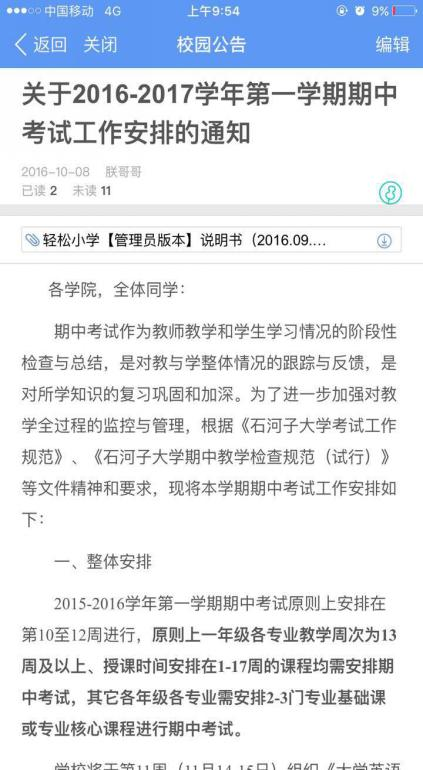 中国移动 4G 上午9:54 9%
返回 关闭 校园公告 编辑
关于2016-2017学年第一学期期中
考试工作安排的通知
2016-10-08 朕哥哥
已读 2 未读 11
轻松小学【管理员版本】说明书（2016.09....
各学院，全体同学：
期中考试作为教师教学和学生学习情况的阶段性
检查与总结，是对教与学整体情况的跟踪与反馈，是
对所学知识的复习巩固和加深。为了进一步加强对教
学全过程的监控与管理，根据《石河子大学考试工作
规范》、《石河子大学期中教学检查规范（试行）》
等文件精神和要求，现将本学期期中考试工作安排如
下：
一、整体安排
2015-2016学年第一学期期中考试原则上安排在
第10至12周进行，原则上一年级各专业教学周次为13
周及以上、授课时间安排在1-17周的课程均需安排期
中考试，其它各年级各专业需安排2-3门专业基础课
或专业核心课程进行期中考试。
学校将于第11周（11月14-15日）组织《大学英语